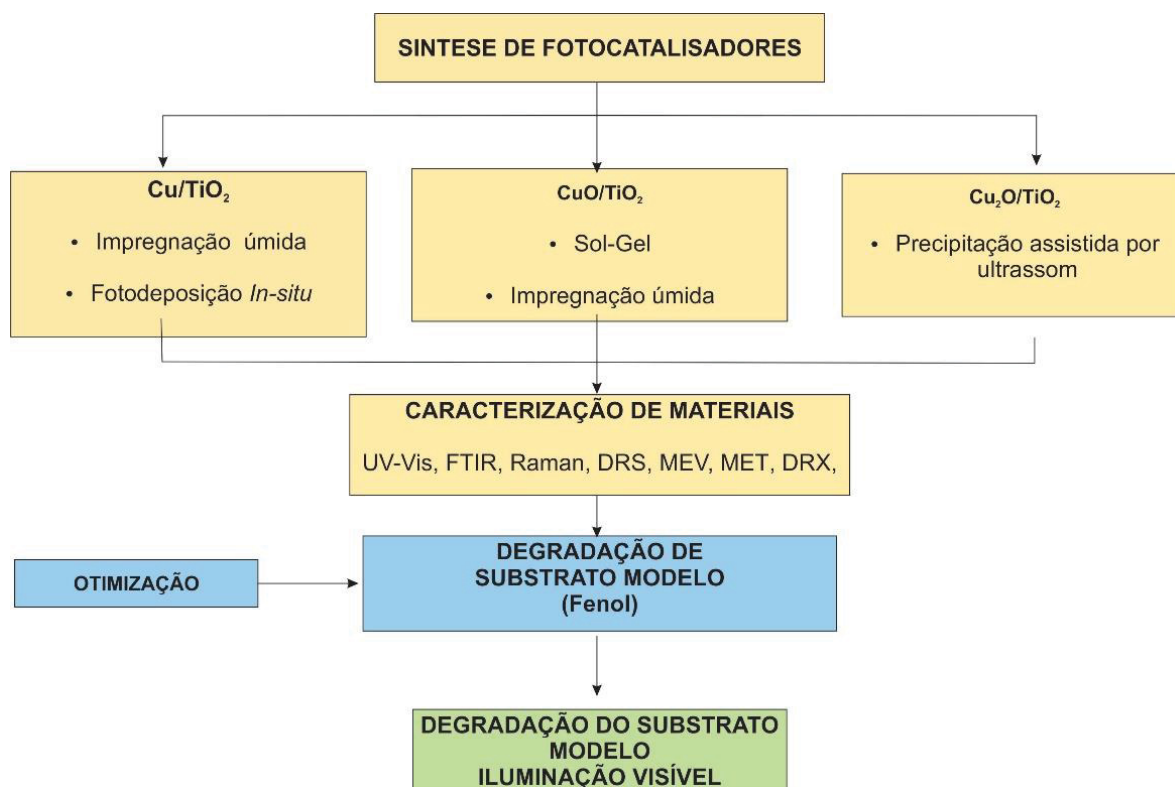 SINTESE DE FOTOCATALISADORES
Cu/TiO₂
• Impregnação úmida
• Fotodeposição In-situ
CuO/TiO₂
• Sol-Gel
• Impregnação úmida
Cu₂O/TiO₂
• Precipitação assistida por
ultrassom
CARACTERIZAÇÃO DE MATERIAIS
UV-Vis, FTIR, Raman, DRS, MEV, MET, DRX,
OTIMIZAÇÃO
DEGRADAÇÃO DE
SUBSTRATO MODELO
(Fenol)
DEGRADAÇÃO DO SUBSTRATO
MODELO
ILUMINAÇÃO VISÍVEL